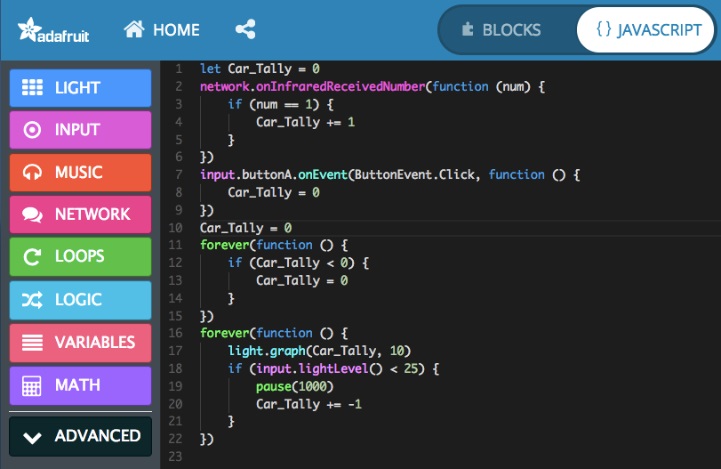 adafruit
HOME
BLOCKS
{} JAVASCRIPT
LIGHT
INPUT
MUSIC
NETWORK
LOOPS
LOGIC
VARIABLES
MATH
ADVANCED
1 let Car_Tally = 0
2 network.onInfraredReceivedNumber(function (num) {
3     if (num == 1) {
4         Car_Tally += 1
5     }
6 })
7 input.buttonA.onEvent(ButtonEvent.Click, function () {
8     Car_Tally = 0
9 })
10 Car_Tally = 0
11 forever(function () {
12     if (Car_Tally < 0) {
13         Car_Tally = 0
14     }
15 })
16 forever(function () {
17     light.graph(Car_Tally, 10)
18     if (input.lightLevel() < 25) {
19         pause(1000)
20         Car_Tally += -1
21     }
22 })
23